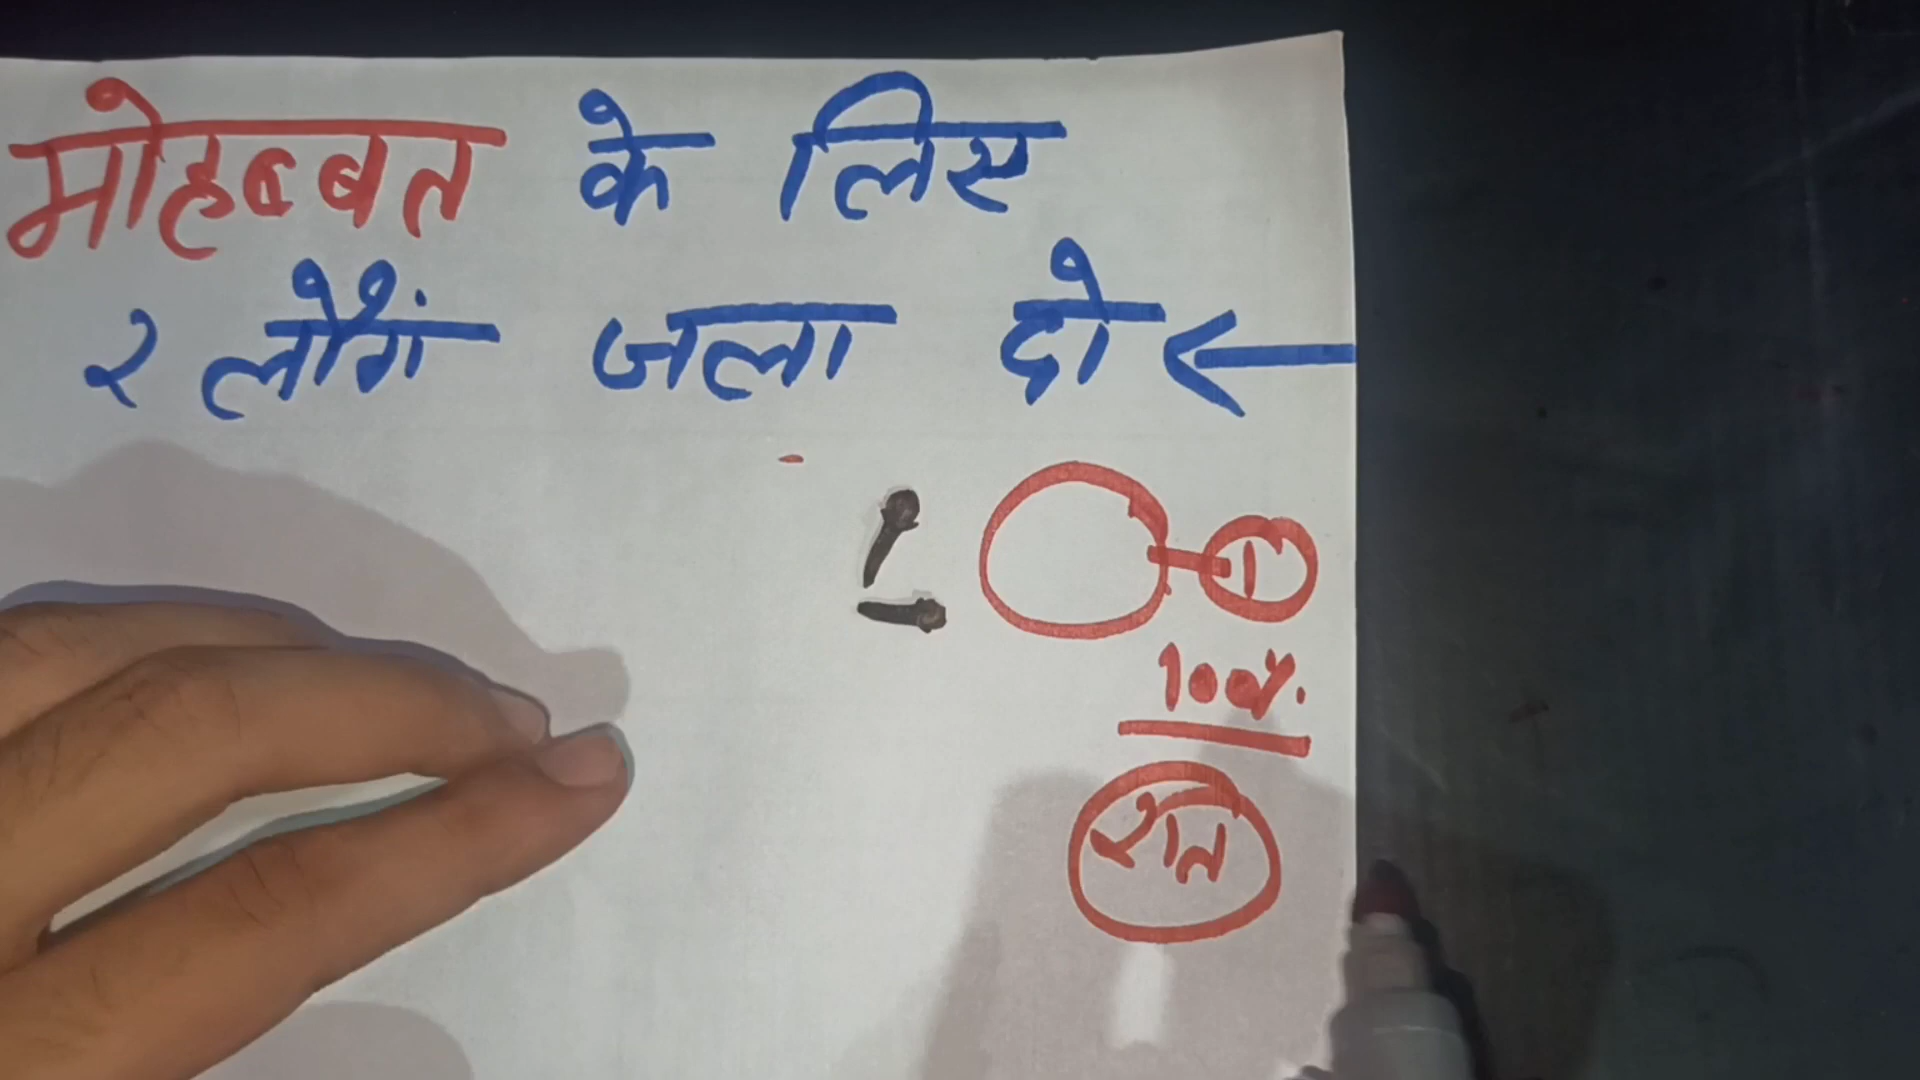 मोहब्बत के लिए
२ लौंग जला दो
1
100%.
रात